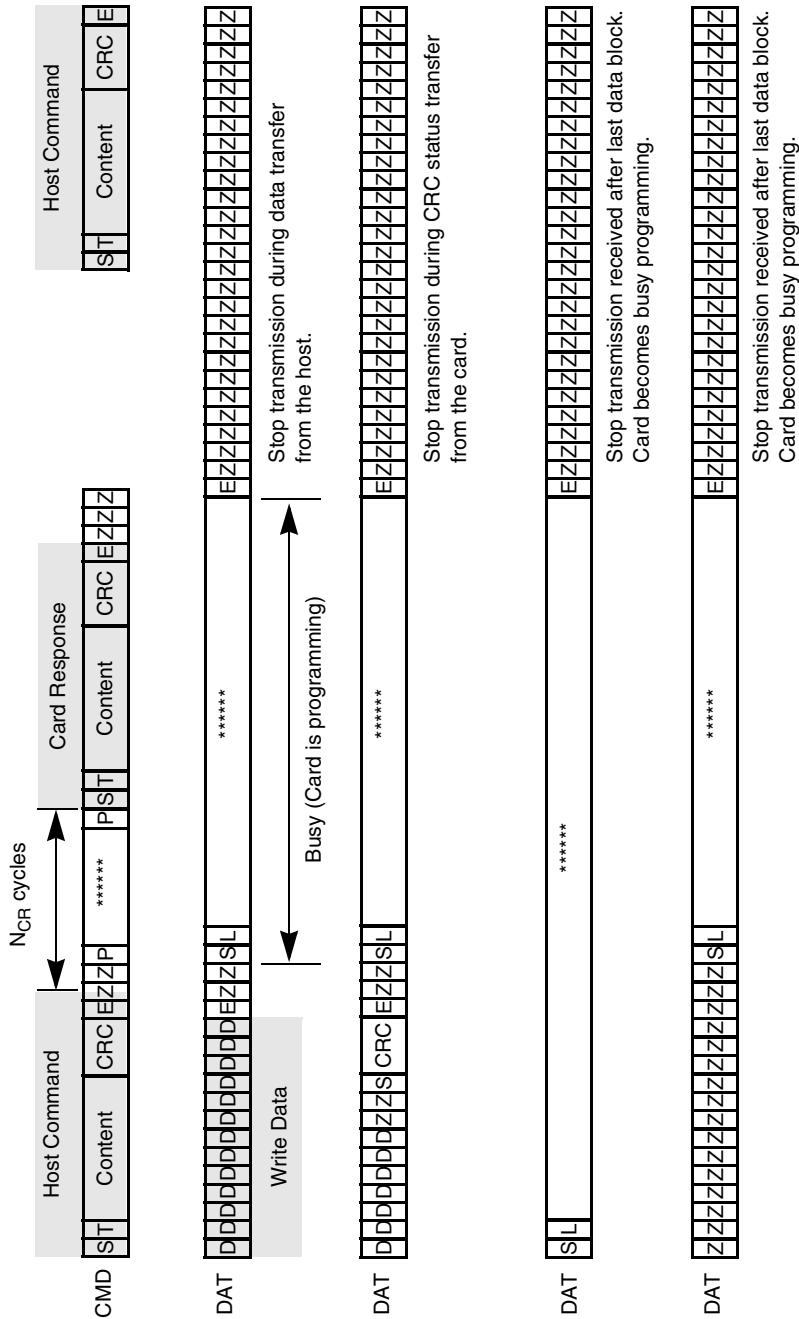 N_CR cycles
Host Command Card Response Host Command
CMD S T Content CRC E Z Z P ****** P S T Content CRC E Z Z Z S T Content CRC E
DAT D D D D D D D D D D D D D E Z Z S L ****** E Z Z Z Z Z Z Z Z Z Z Z Z Z Z Z Z Z Z Z Z Z Z Z Z Z Z
Write Data
Busy (Card is programming)
Stop transmission during data transfer
from the host.
DAT D D D D D D D Z Z S CRC E Z Z S L ****** E Z Z Z Z Z Z Z Z Z Z Z Z Z Z Z Z Z Z Z Z Z Z Z Z Z Z
Stop transmission during CRC status transfer
from the card.
DAT S L ****** E Z Z Z Z Z Z Z Z Z Z Z Z Z Z Z Z Z Z Z Z Z Z Z Z Z Z
Stop transmission received after last data block.
Card becomes busy programming.
DAT Z Z Z Z Z Z Z Z Z Z Z Z Z Z Z Z S L ****** E Z Z Z Z Z Z Z Z Z Z Z Z Z Z Z Z Z Z Z Z Z Z Z Z Z Z
Stop transmission received after last data block.
Card becomes busy programming.